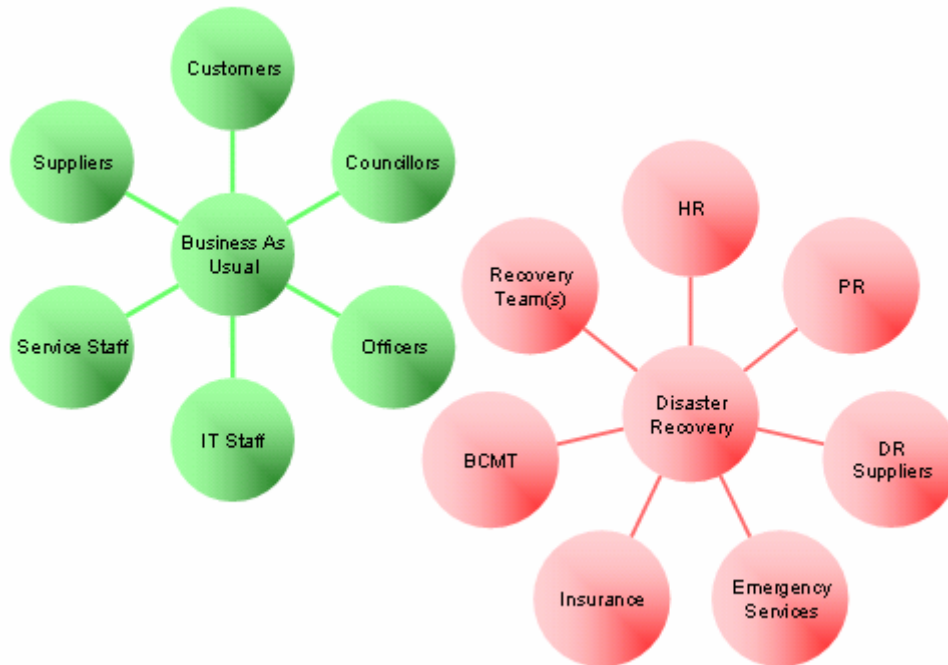 Customers
Suppliers
Councillors
Business As
Usual
Service Staff
Officers
IT Staff
HR
Recovery
Team(s)
PR
Disaster
Recovery
BCMT
DR
Suppliers
Insurance
Emergency
Services